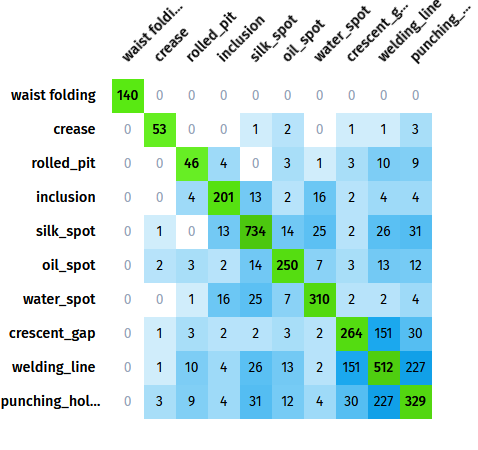 waist foldi... crease rolled_pit inclusion silk_spot oil_spot water_spot crescent_g... welding_line punching_...
waist folding 140 0 0 0 0 0 0 0 0 0
crease 0 53 0 0 1 2 0 1 1 3
rolled_pit 0 0 46 4 0 3 1 3 10 9
inclusion 0 0 4 201 13 2 16 2 4 4
silk_spot 0 1 0 13 734 14 25 2 26 31
oil_spot 0 2 3 2 14 250 7 3 13 12
water_spot 0 0 1 16 25 7 310 2 2 4
crescent_gap 0 1 3 2 2 3 2 264 151 30
welding_line 0 1 10 4 26 13 2 151 512 227
punching_hol... 0 3 9 4 31 12 4 30 227 329